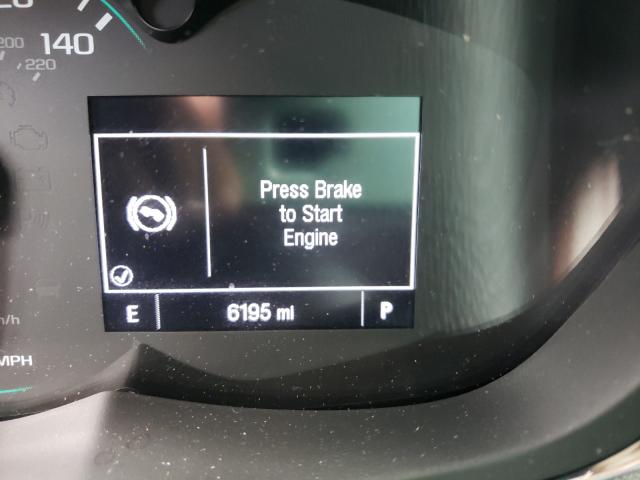 140
200
220
Press Brake
to Start
Engine
E 6195 mi P
MPH